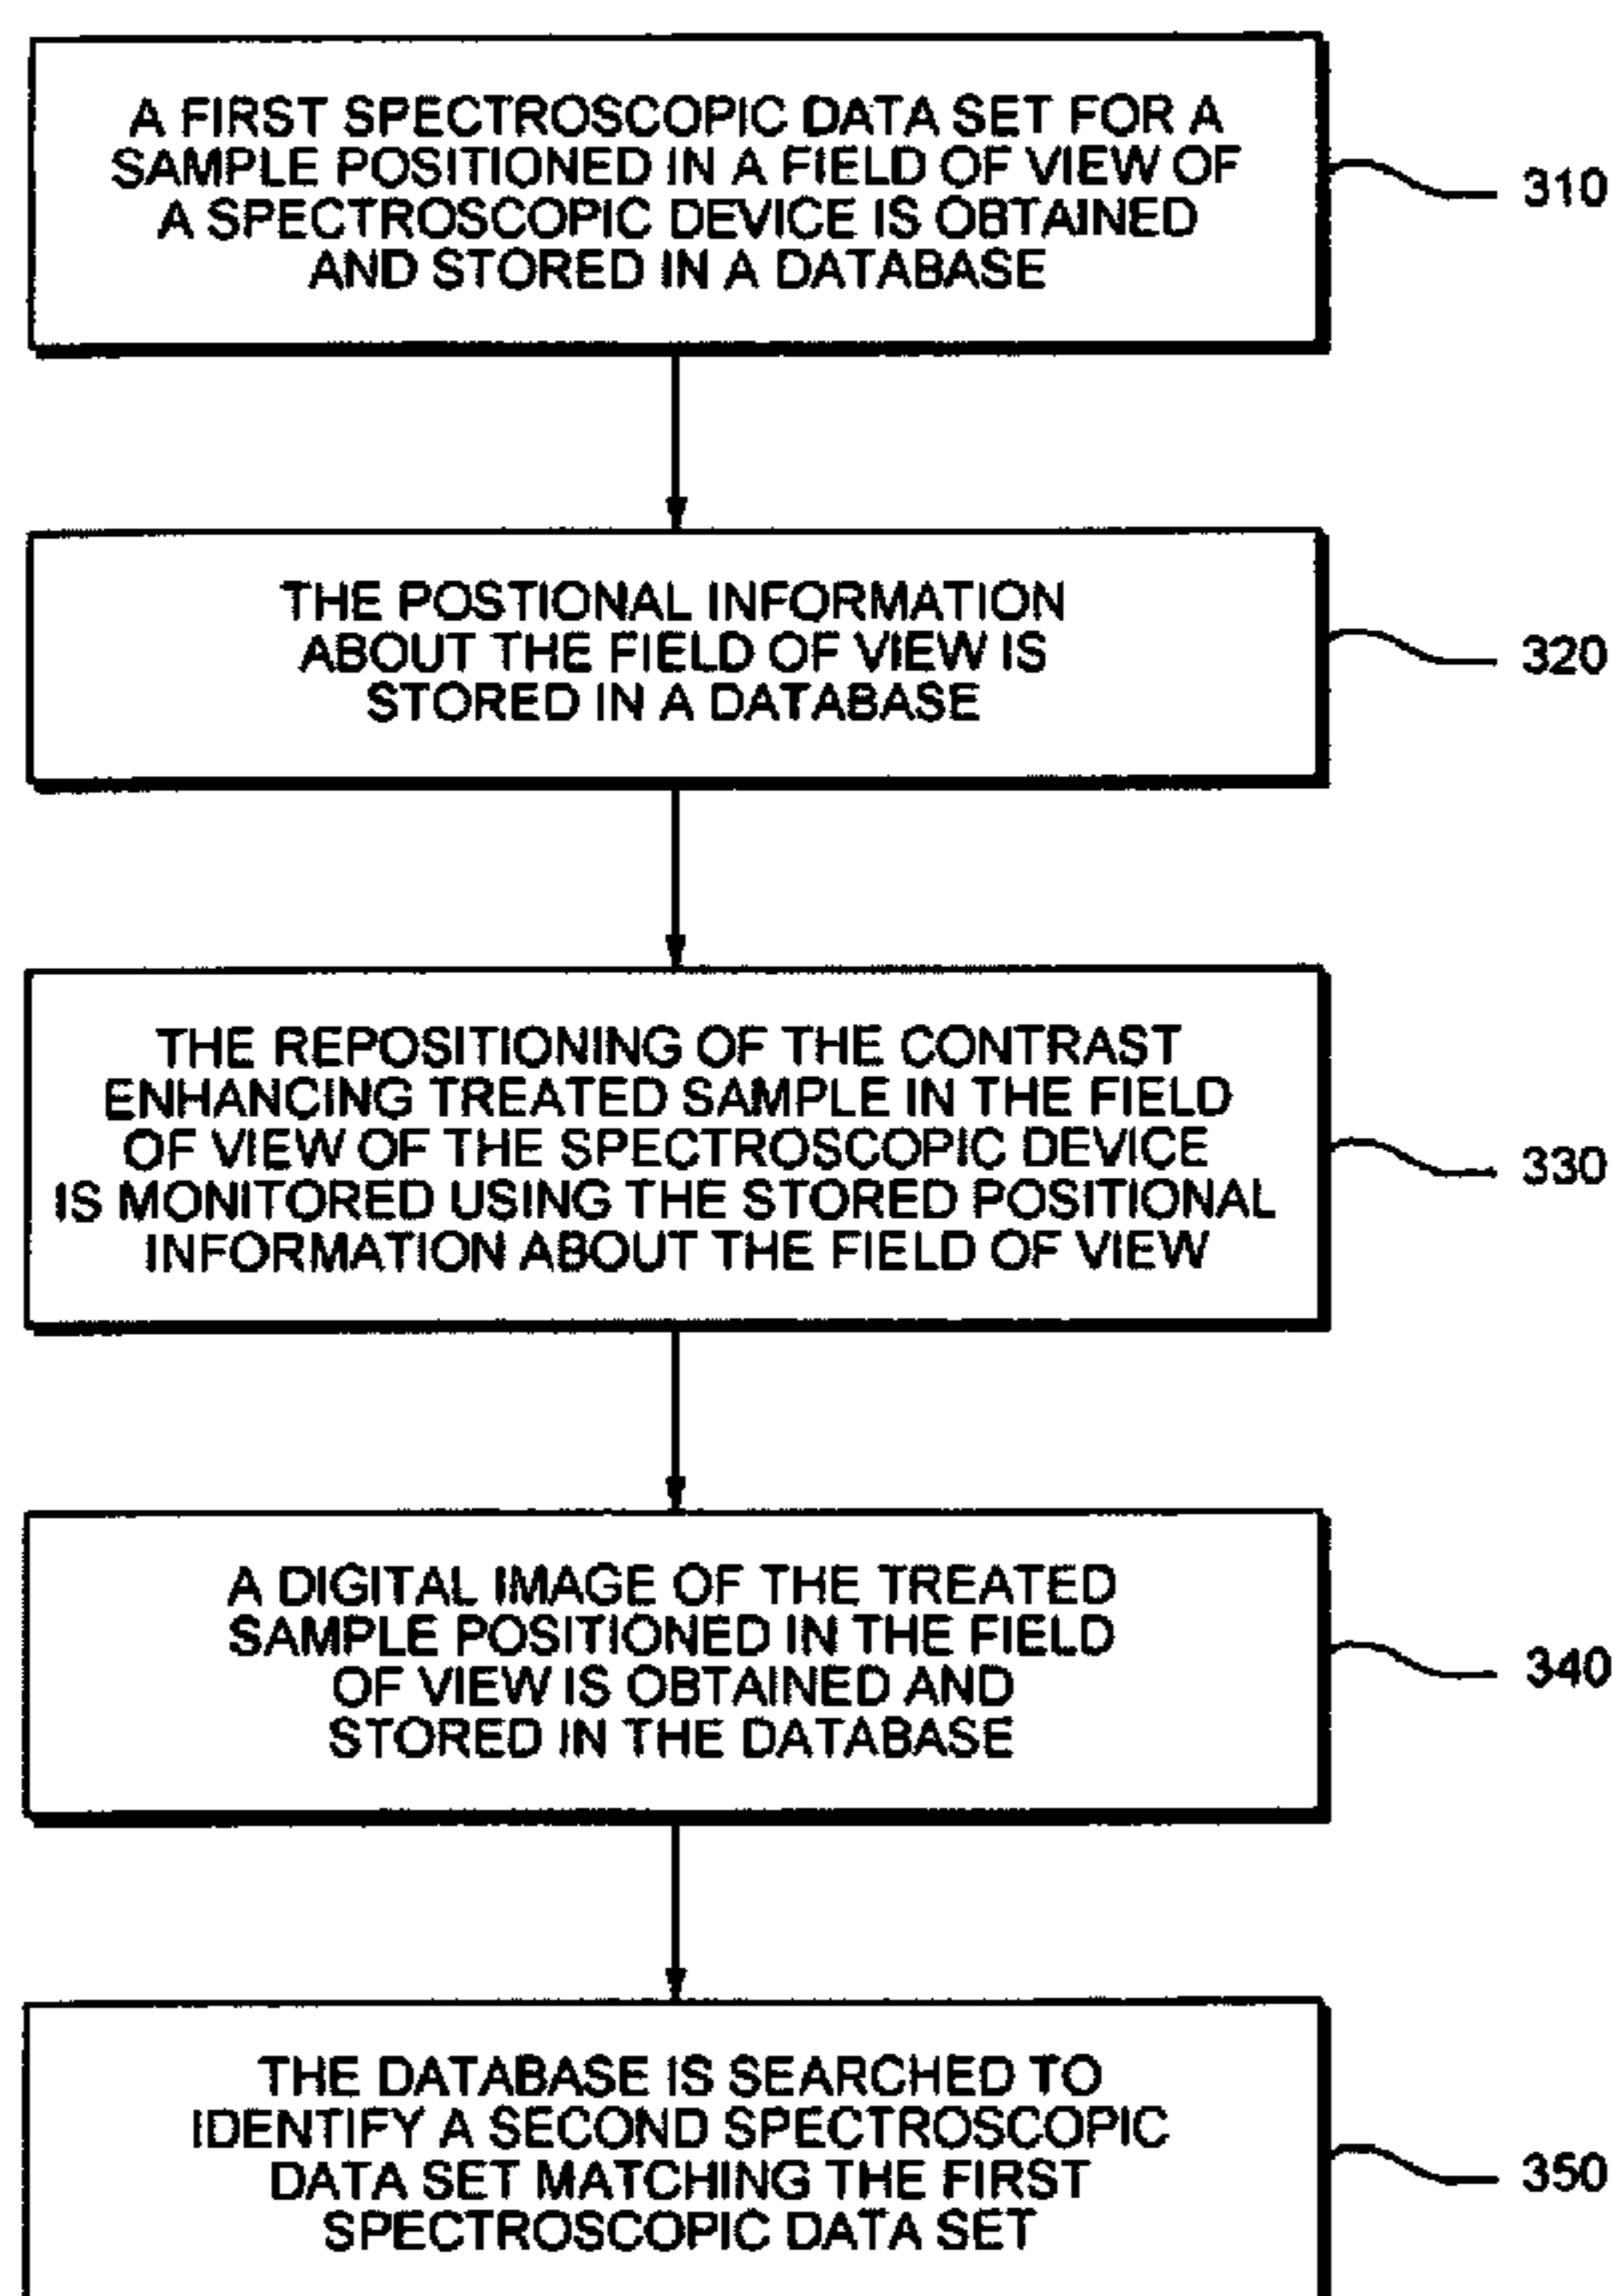 A FIRST SPECTROSCOPIC DATA SET FOR A
SAMPLE POSITIONED IN A FIELD OF VIEW OF
A SPECTROSCOPIC DEVICE IS OBTAINED
AND STORED IN A DATABASE
310
THE POSTIONAL INFORMATION
ABOUT THE FIELD OF VIEW IS
STORED IN A DATABASE
320
THE REPOSITIONING OF THE CONTRAST
ENHANCING TREATED SAMPLE IN THE FIELD
OF VIEW OF THE SPECTROSCOPIC DEVICE
IS MONITORED USING THE STORED POSITIONAL
INFORMATION ABOUT THE FIELD OF VIEW
330
A DIGITAL IMAGE OF THE TREATED
SAMPLE POSITIONED IN THE FIELD
OF VIEW IS OBTAINED AND
STORED IN THE DATABASE
340
THE DATABASE IS SEARCHED TO
IDENTIFY A SECOND SPECTROSCOPIC
DATA SET MATCHING THE FIRST
SPECTROSCOPIC DATA SET
350